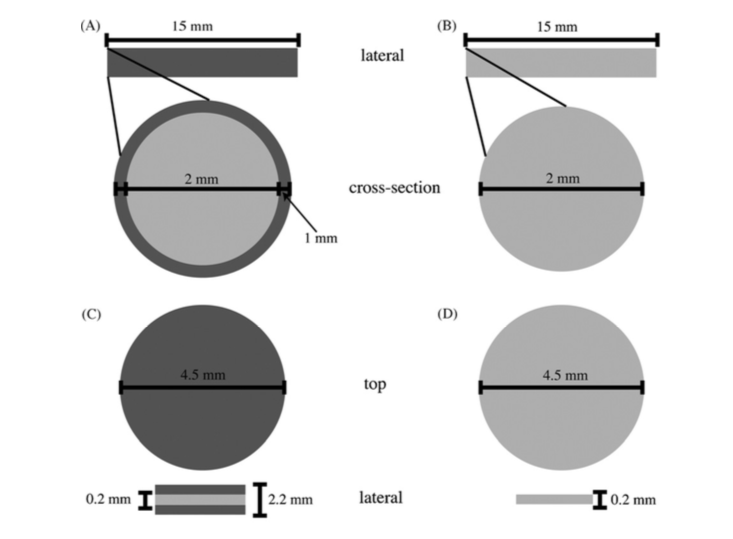 (A)
15 mm
(B)
15 mm
lateral
2 mm
cross-section
2 mm
1 mm
(C)
(D)
4.5 mm
top
4.5 mm
0.2 mm
2.2 mm
lateral
0.2 mm